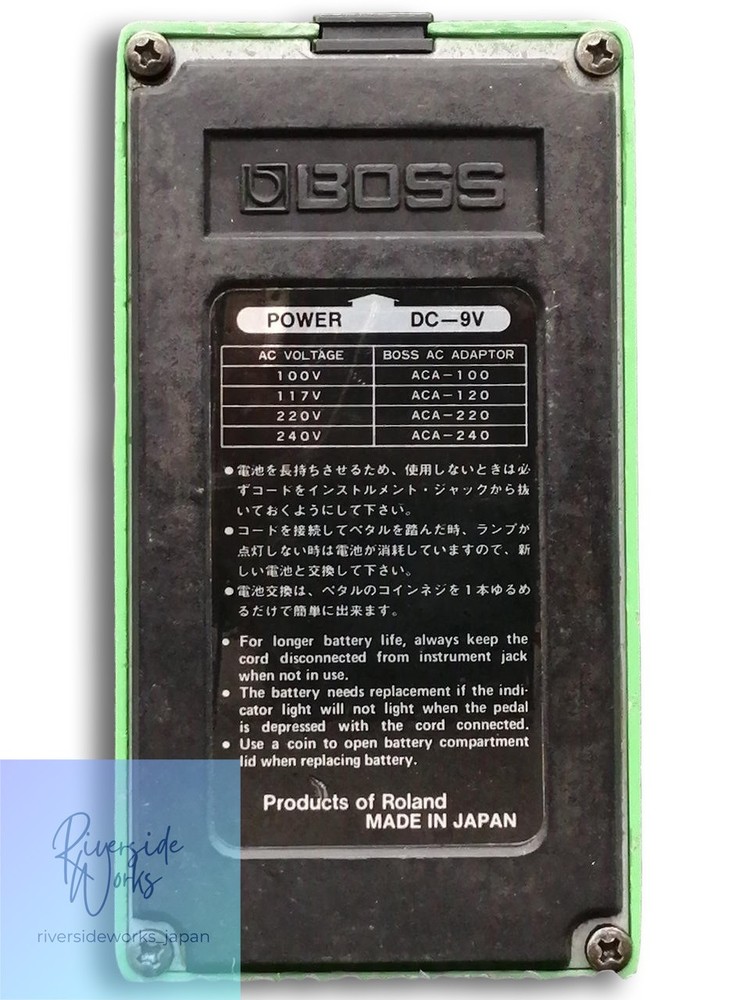 BOSS
POWER DC—9V
AC VOLTAGE BOSS AC ADAPTOR
100V ACA-100
117V ACA-120
220V ACA-220
240V ACA-240
●電池を長持ちさせるため、使用しないときは必
ずコードをインストルメント・ジャックから抜
いておくようにして下さい。
●コードを接続してペタルを踏んだ時、ランプが
点灯しない時は電池が消耗していますので、新
しい電池と交換して下さい。
●電池交換は、ペタルのコインネジを1本ゆるめ
るだけで簡単に出来ます。
● For longer battery life, always keep the
cord disconnected from instrument jack
when not in use.
● The battery needs replacement if the indi-
cator light will not light when the pedal
is depressed with the cord connected.
● Use a coin to open battery compartment
lid when replacing battery.
Products of Roland
MADE IN JAPAN
Riverside
Works
riversideworks_japan